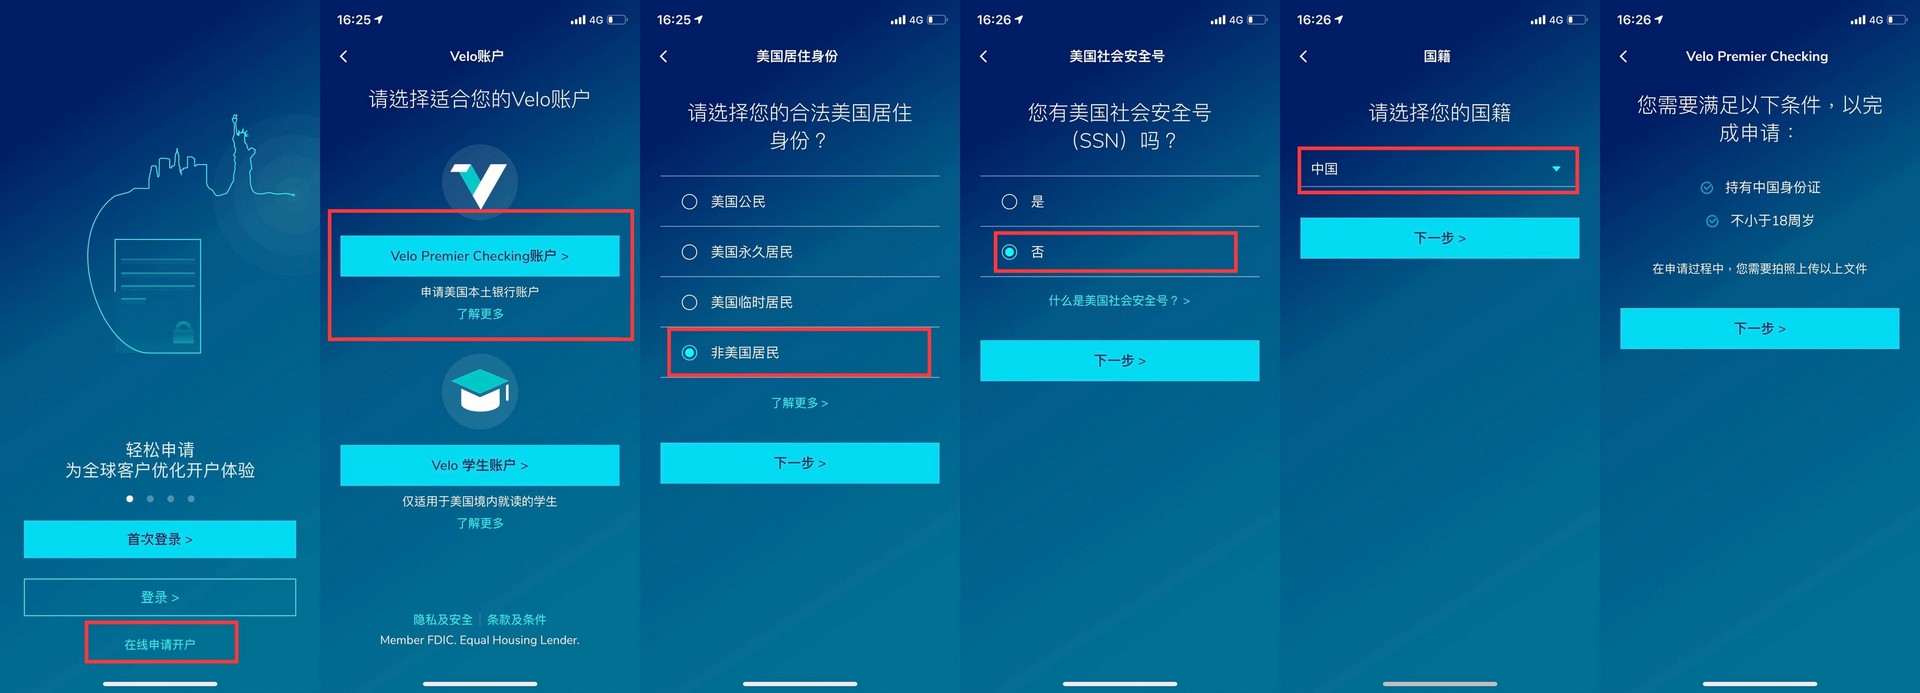 轻松申请
为全球客户优化开户体验
首次登录 >
登录 >
在线申请开户
16:25
4G
Velo账户
请选择适合您的Velo账户
Velo Premier Checking账户 >
申请美国本土银行账户
了解更多
Velo 学生账户 >
仅适用于美国境内就读的学生
了解更多
隐私及安全 | 条款及条件
Member FDIC. Equal Housing Lender.
16:25
4G
美国居住身份
请选择您的合法美国居住
身份？
美国公民
美国永久居民
美国临时居民
非美国居民
了解更多 >
下一步 >
16:26
4G
美国社会安全号
您有美国社会安全号
（SSN）吗？
是
否
什么是美国社会安全号？ >
下一步 >
16:26
4G
国籍
请选择您的国籍
中国
下一步 >
16:26
4G
Velo Premier Checking
您需要满足以下条件，以完
成申请：
持有中国身份证
不小于18周岁
在申请过程中，您需要拍照上传以上文件
下一步 >